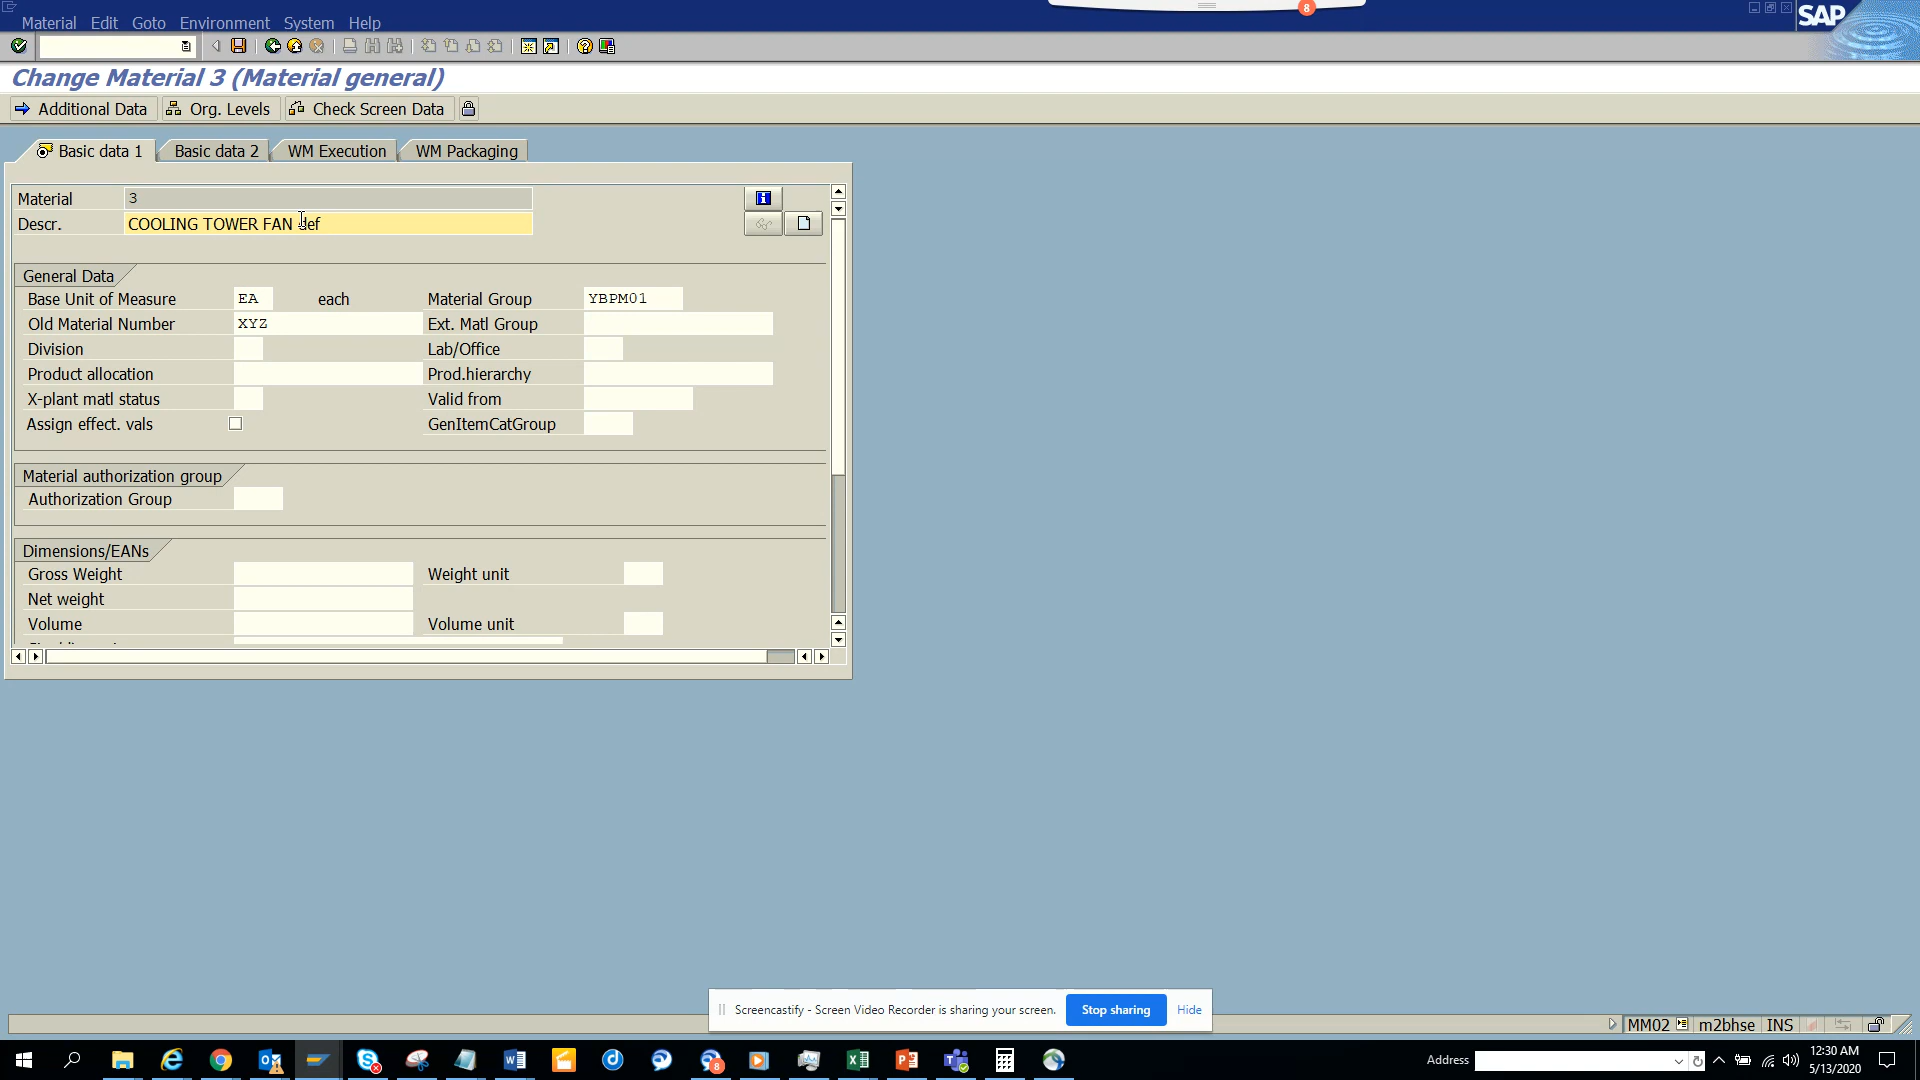 Material Edit Goto Environment System Help
8
SAP
Change Material 3 (Material general)
Additional Data Org. Levels Check Screen Data
Basic data 1 Basic data 2 WM Execution WM Packaging
Material 3
Descr. COOLING TOWER FAN def
General Data
Base Unit of Measure EA each Material Group YBPM01
Old Material Number XYZ Ext. Matl Group
Division Lab/Office
Product allocation Prod.hierarchy
X-plant matl status Valid from
Assign effect. vals GenItemCatGroup
Material authorization group
Authorization Group
Dimensions/EANs
Gross Weight Weight unit
Net weight
Volume Volume unit
Screencastify - Screen Video Recorder is sharing your screen. Stop sharing Hide
MM02 m2bhse INS
8
Address
12:30 AM
5/13/2020